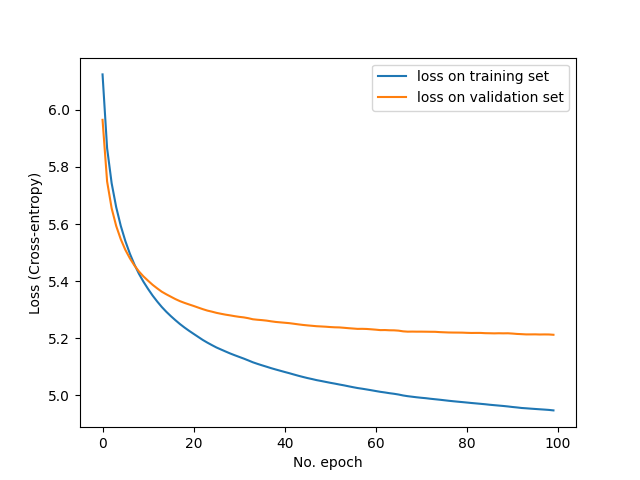 loss on training set
loss on validation set
Loss (Cross-entropy)
6.0
5.8
5.6
5.4
5.2
5.0
0 20 40 60 80 100
No. epoch